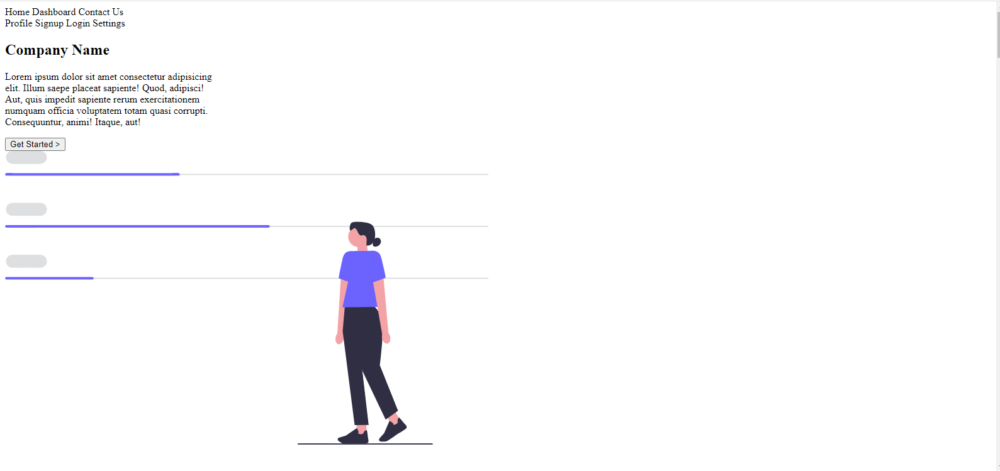 Home Dashboard Contact Us
Profile Signup Login Settings
Company Name
Lorem ipsum dolor sit amet consectetur adipisicing
elit. Illum saepe placeat sapiente! Quod, adipisci!
Aut, quis impedit sapiente rerum exercitationem
numquam officia voluptatem totam quasi corrupti.
Consequuntur, animi! Itaque, aut!
Get Started >